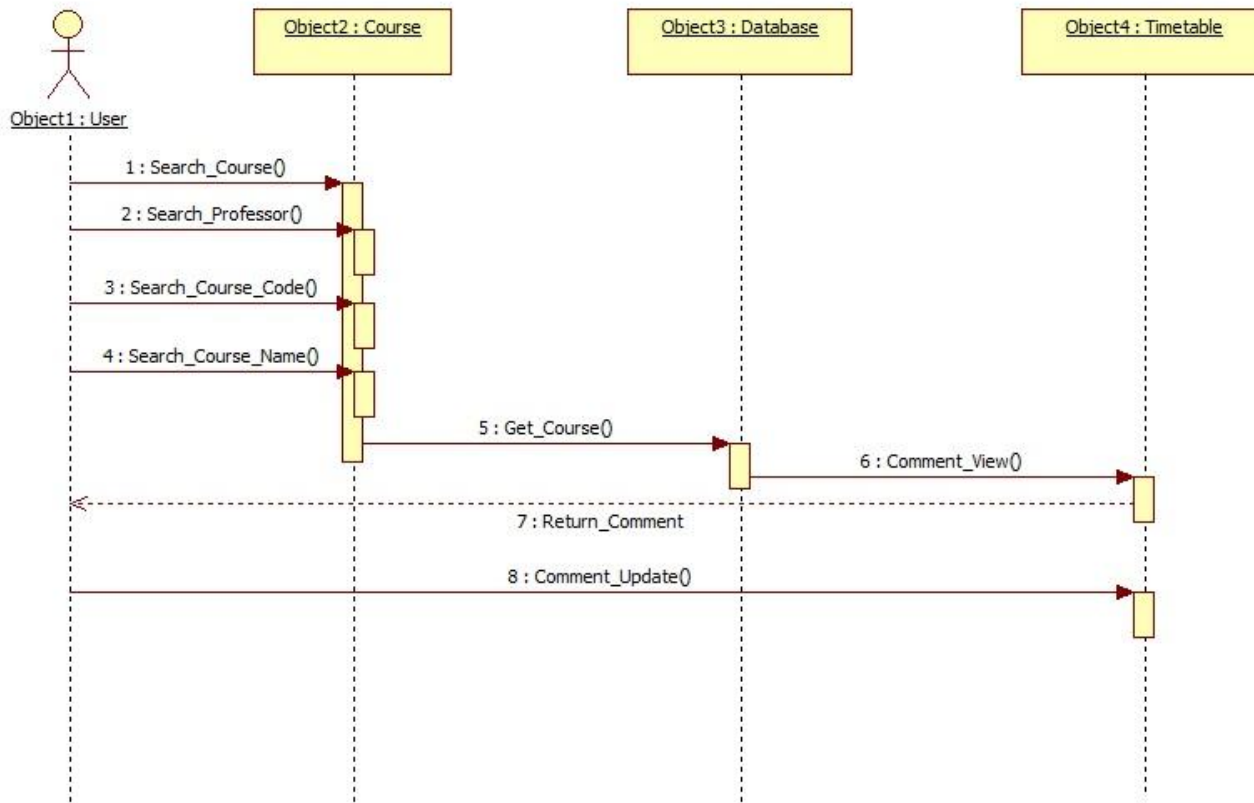 Object2 : Course
Object3 : Database
Object4 : Timetable
Object1 : User
1 : Search_Course()
2 : Search_Professor()
3 : Search_Course_Code()
4 : Search_Course_Name()
5 : Get_Course()
6 : Comment_View()
7 : Return_Comment
8 : Comment_Update()